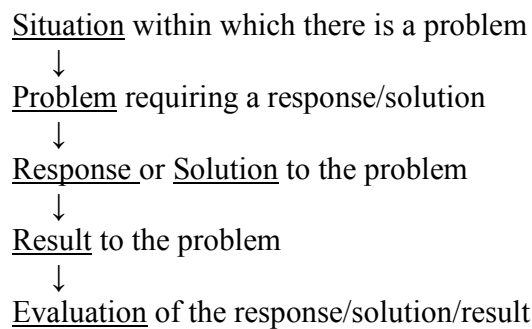 Situation within which there is a problem
↓
Problem requiring a response/solution
↓
Response or Solution to the problem
↓
Result to the problem
↓
Evaluation of the response/solution/result